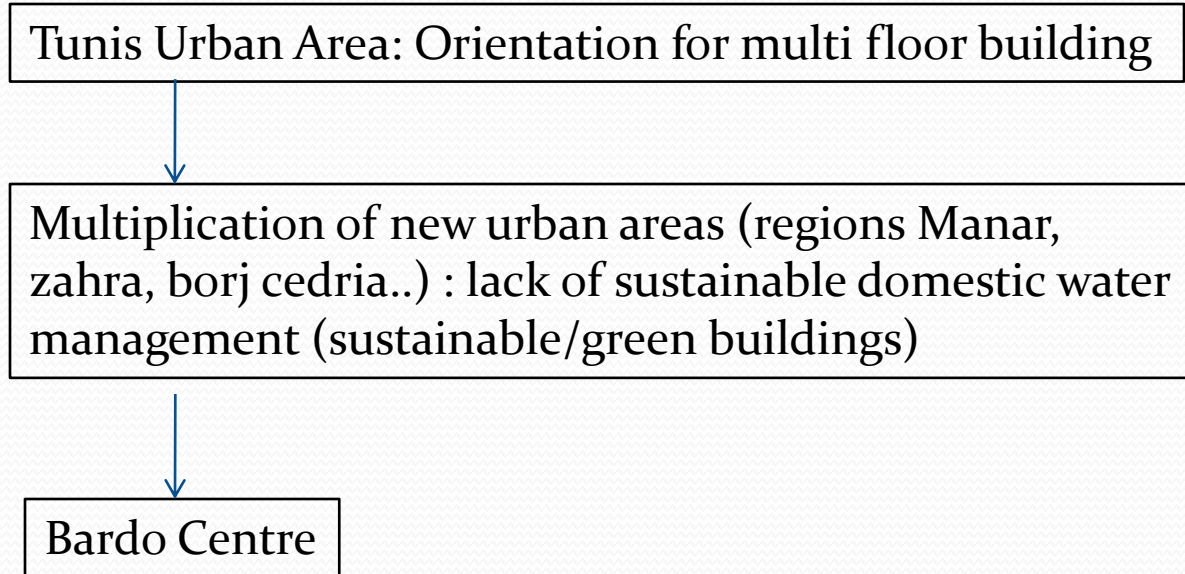 Tunis Urban Area: Orientation for multi floor building
Multiplication of new urban areas (regions Manar,
zahra, borj cedria..) : lack of sustainable domestic water
management (sustainable/green buildings)
Bardo Centre